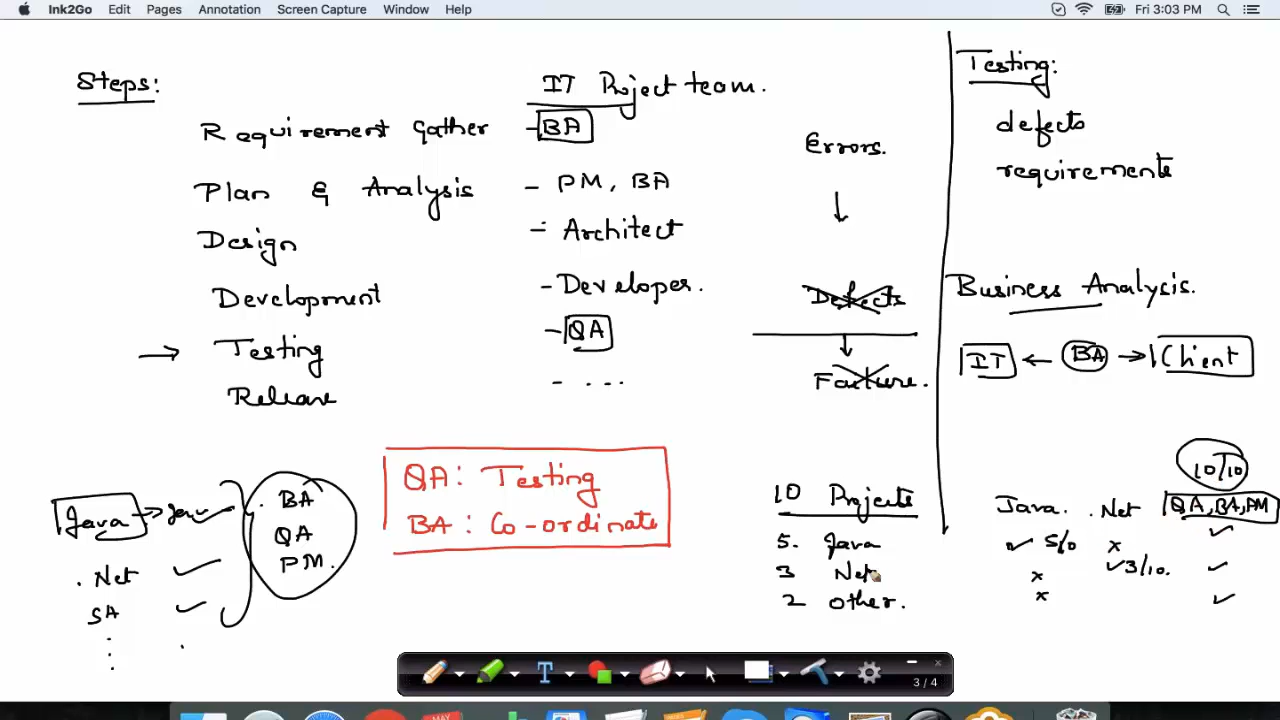 Ink2Go Edit Pages Annotation Screen Capture Window Help Fri 3:03 PM
Steps:
IT Project team.
Requirement Gather - BA
Plan & Analysis - PM, BA
Design - Architect
Development - Developer.
→ Testing - QA
Release - ...
Errors.
↓
Defects
↓
Failure.
Testing:
defects
requirements
Business Analysis.
IT ← BA → Client
Java → Java
. Net
SA
BA
QA
PM.
QA: Testing
BA: Co-ordinate
10 Projects
5. Java
3 Net
2 other.
10/10
Java. .Net QA, BA, PM
✓ 5/0 x ✓
x ✓ 3/10. ✓
x ✓
3 / 4
MAY